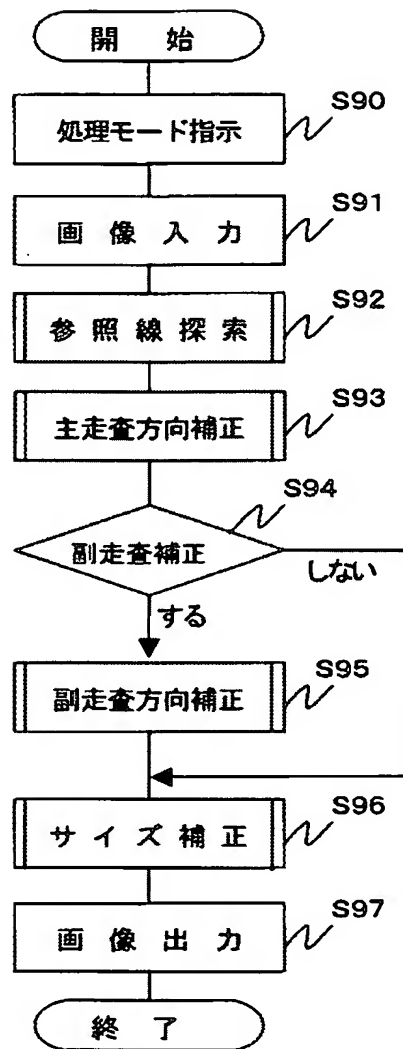 開始
S90
処理モード指示
S91
画像入力
S92
参照線探索
S93
主走査方向補正
S94
副走査補正
しない
する
S95
副走査方向補正
S96
サイズ補正
S97
画像出力
終了